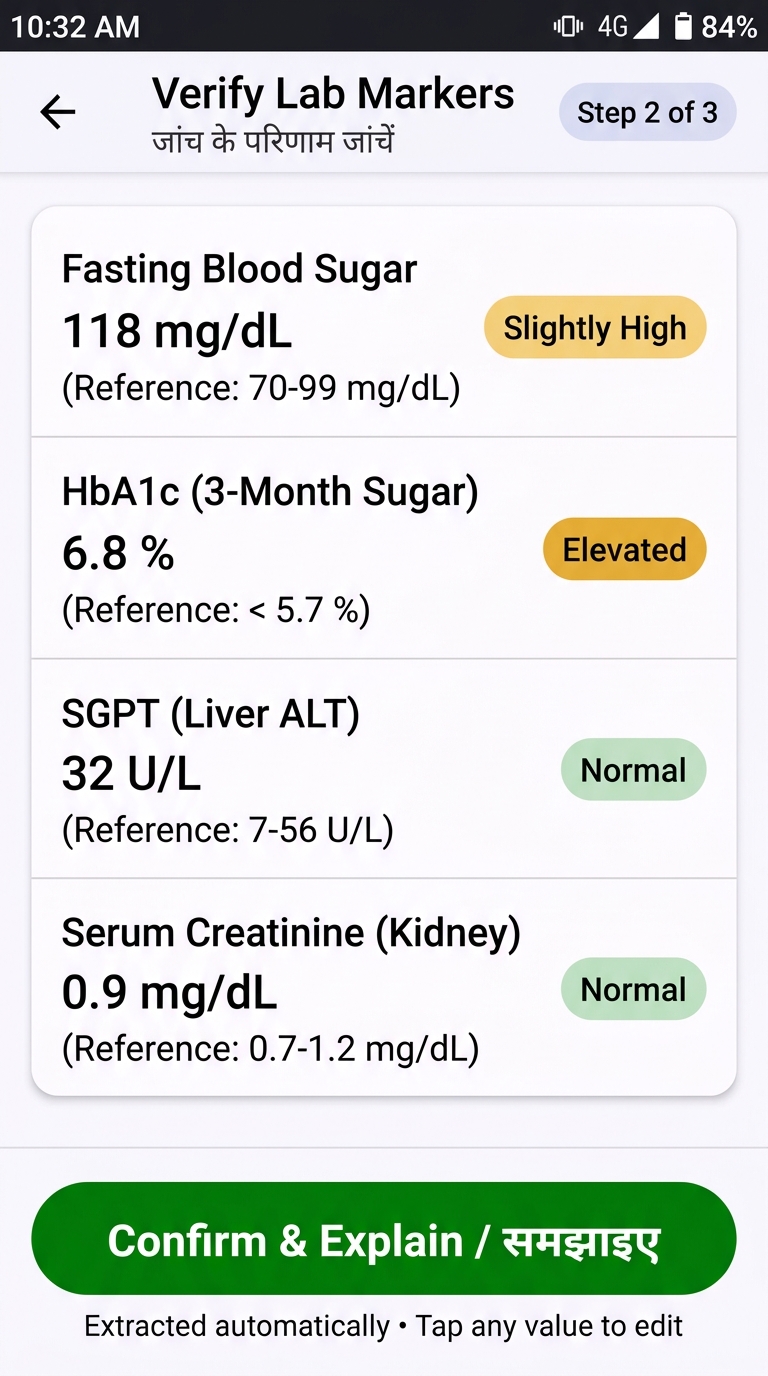 10:32 AM 4G 84%
Verify Lab Markers
जांच के परिणाम जांचें
Step 2 of 3
Fasting Blood Sugar
118 mg/dL
Slightly High
(Reference: 70-99 mg/dL)
HbA1c (3-Month Sugar)
6.8 %
Elevated
(Reference: < 5.7 %)
SGPT (Liver ALT)
32 U/L
Normal
(Reference: 7-56 U/L)
Serum Creatinine (Kidney)
0.9 mg/dL
Normal
(Reference: 0.7-1.2 mg/dL)
Confirm & Explain / समझाइए
Extracted automatically • Tap any value to edit